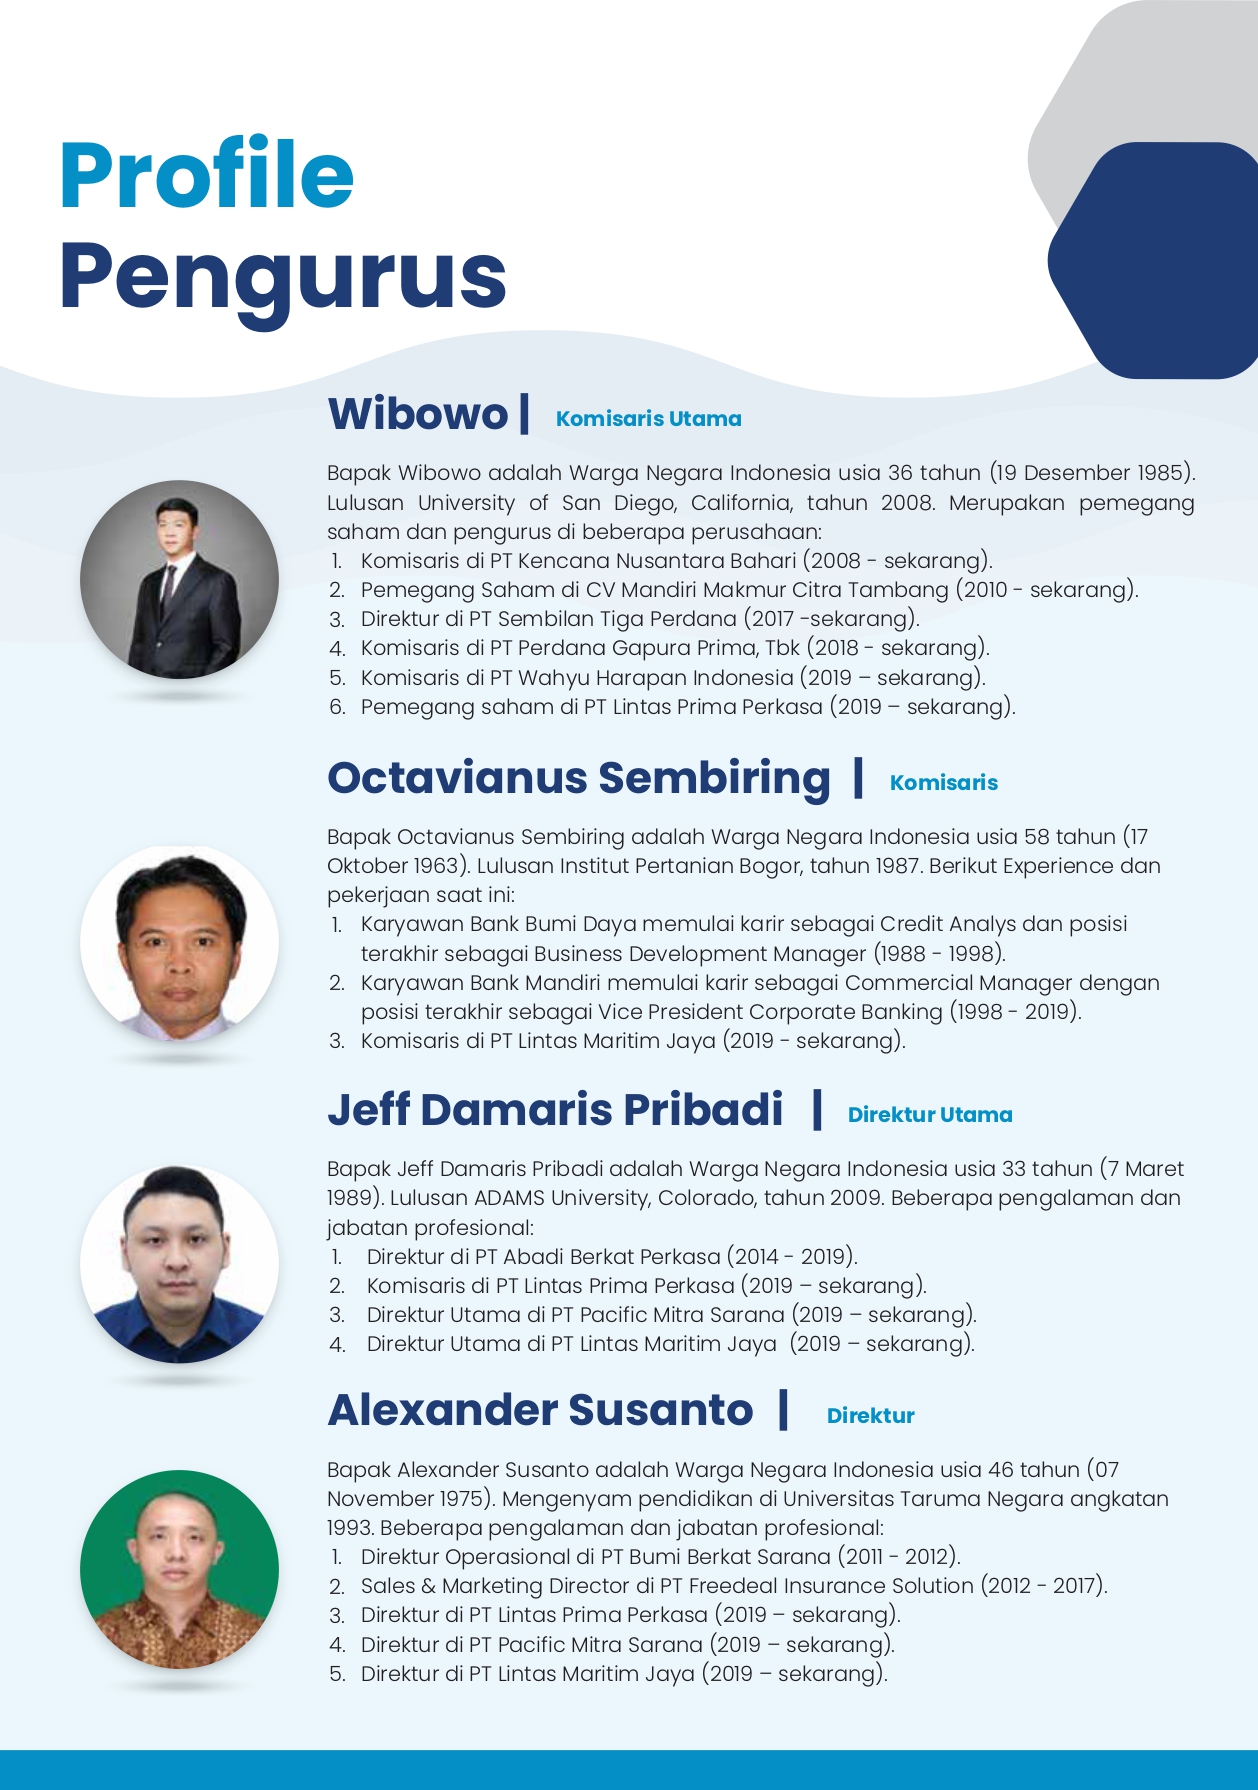 Profile
Pengurus
Wibowo | Komisaris Utama
Bapak Wibowo adalah Warga Negara Indonesia usia 36 tahun (19 Desember 1985).
Lulusan University of San Diego, California, tahun 2008. Merupakan pemegang
saham dan pengurus di beberapa perusahaan:
1. Komisaris di PT Kencana Nusantara Bahari (2008 - sekarang).
2. Pemegang Saham di CV Mandiri Makmur Citra Tambang (2010 - sekarang).
3. Direktur di PT Sembilan Tiga Perdana (2017 -sekarang).
4. Komisaris di PT Perdana Gapura Prima, Tbk (2018 - sekarang).
5. Komisaris di PT Wahyu Harapan Indonesia (2019 – sekarang).
6. Pemegang saham di PT Lintas Prima Perkasa (2019 – sekarang).
Octavianus Sembiring | Komisaris
Bapak Octavianus Sembiring adalah Warga Negara Indonesia usia 58 tahun (17
Oktober 1963). Lulusan Institut Pertanian Bogor, tahun 1987. Berikut Experience dan
pekerjaan saat ini:
1. Karyawan Bank Bumi Daya memulai karir sebagai Credit Analys dan posisi
terakhir sebagai Business Development Manager (1988 - 1998).
2. Karyawan Bank Mandiri memulai karir sebagai Commercial Manager dengan
posisi terakhir sebagai Vice President Corporate Banking (1998 - 2019).
3. Komisaris di PT Lintas Maritim Jaya (2019 - sekarang).
Jeff Damaris Pribadi | Direktur Utama
Bapak Jeff Damaris Pribadi adalah Warga Negara Indonesia usia 33 tahun (7 Maret
1989). Lulusan ADAMS University, Colorado, tahun 2009. Beberapa pengalaman dan
jabatan profesional:
1. Direktur di PT Abadi Berkat Perkasa (2014 - 2019).
2. Komisaris di PT Lintas Prima Perkasa (2019 – sekarang).
3. Direktur Utama di PT Pacific Mitra Sarana (2019 – sekarang).
4. Direktur Utama di PT Lintas Maritim Jaya (2019 – sekarang).
Alexander Susanto | Direktur
Bapak Alexander Susanto adalah Warga Negara Indonesia usia 46 tahun (07
November 1975). Mengenyam pendidikan di Universitas Taruma Negara angkatan
1993. Beberapa pengalaman dan jabatan profesional:
1. Direktur Operasional di PT Bumi Berkat Sarana (2011 - 2012).
2. Sales & Marketing Director di PT Freedeal Insurance Solution (2012 - 2017).
3. Direktur di PT Lintas Prima Perkasa (2019 – sekarang).
4. Direktur di PT Pacific Mitra Sarana (2019 – sekarang).
5. Direktur di PT Lintas Maritim Jaya (2019 – sekarang).